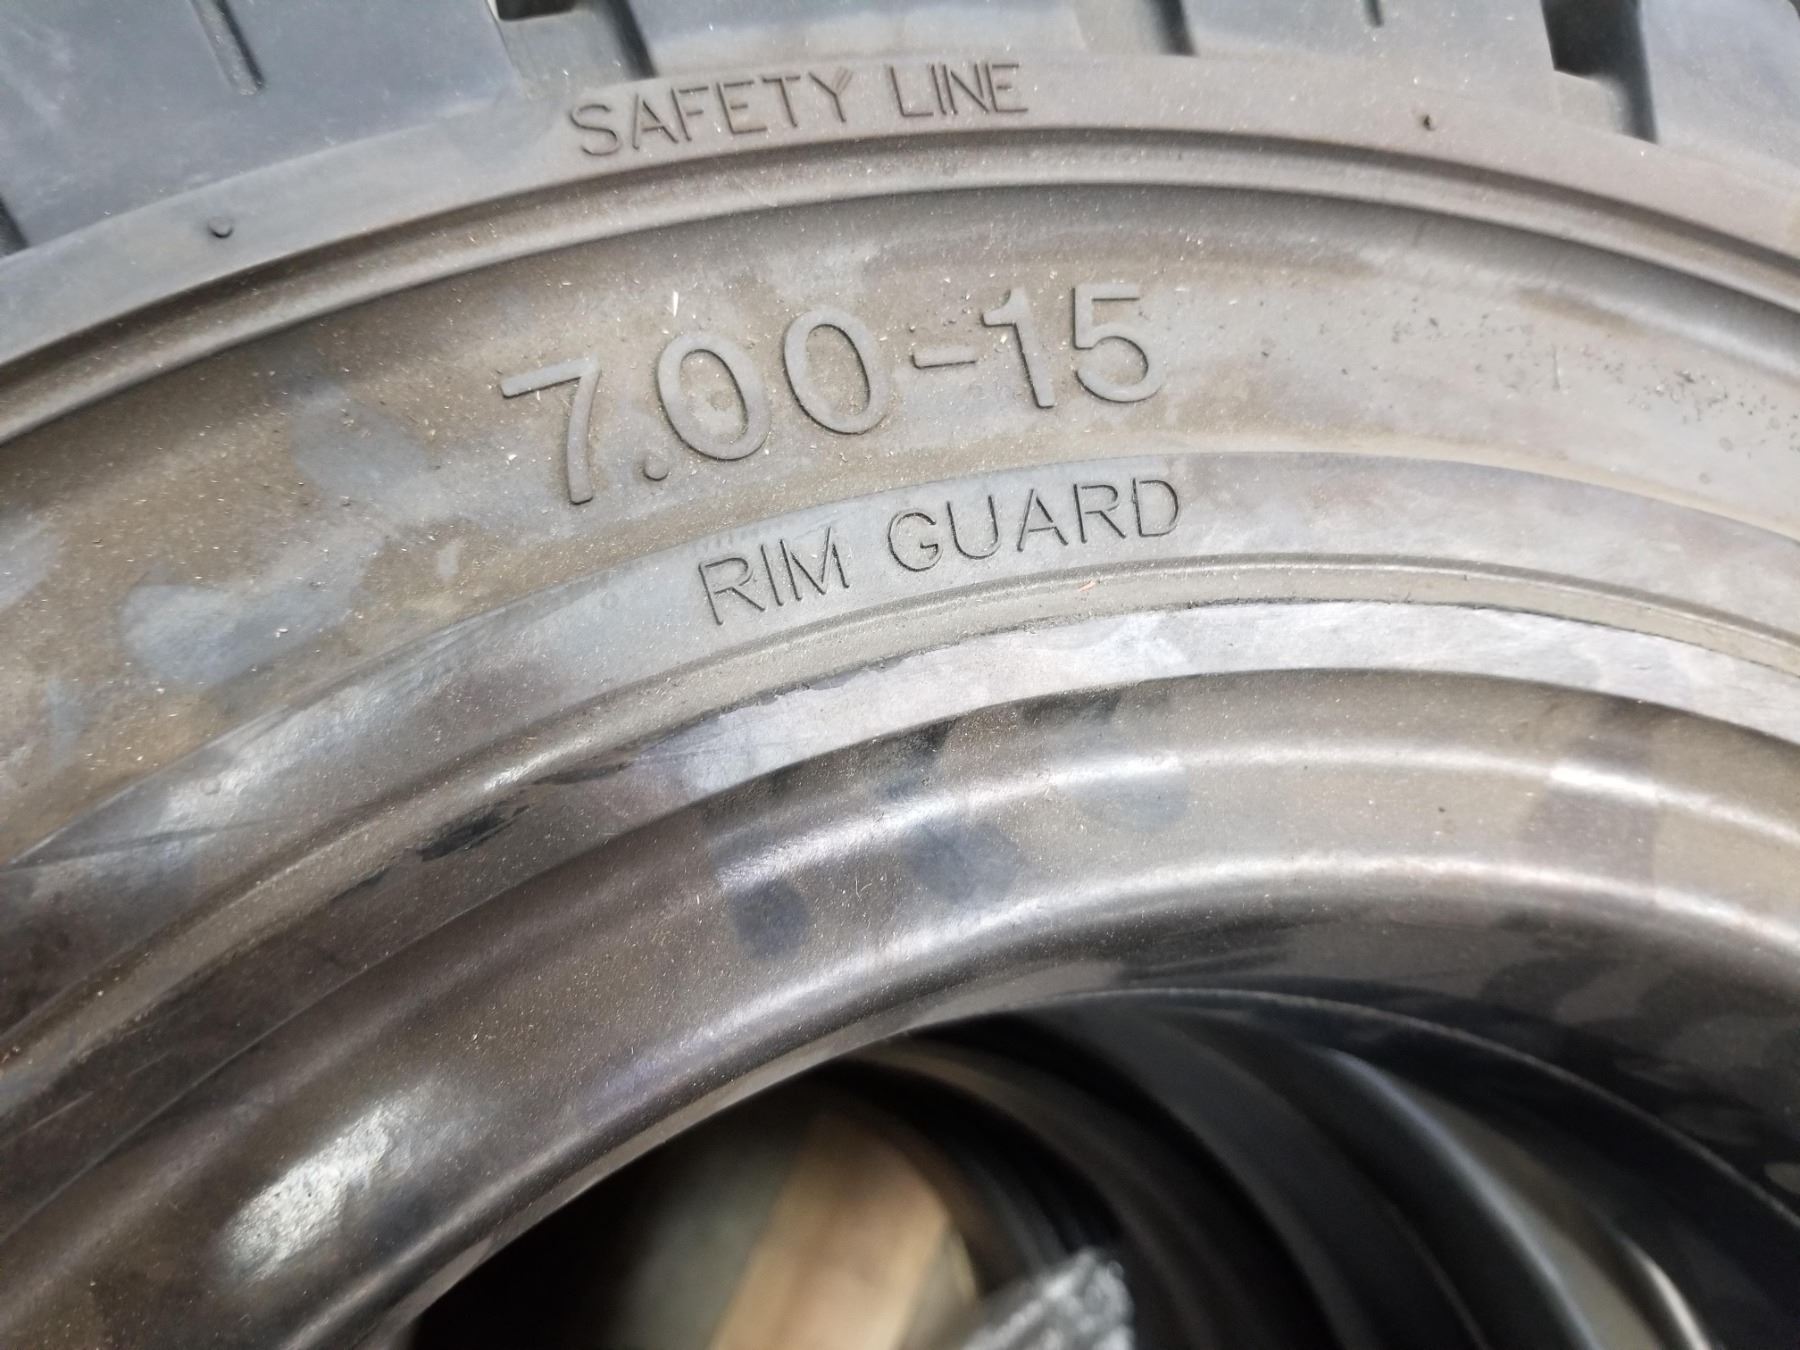 SAFETY LINE
7.00-15
RIM GUARD